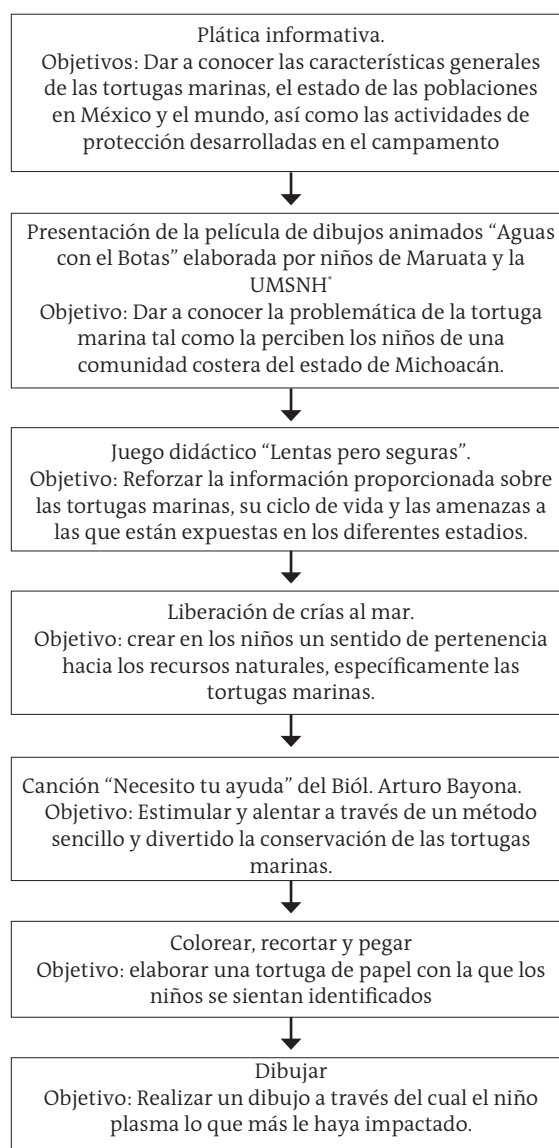 Plática informativa.
Objetivos: Dar a conocer las características generales
de las tortugas marinas, el estado de las poblaciones
en México y el mundo, así como las actividades de
protección desarrolladas en el campamento
Presentación de la película de dibujos animados “Aguas
con el Botas” elaborada por niños de Maruata y la
UMSNH*
Objetivo: Dar a conocer la problemática de la tortuga
marina tal como la perciben los niños de una
comunidad costera del estado de Michoacán.
Juego didáctico “Lentas pero seguras”.
Objetivo: Reforzar la información proporcionada sobre
las tortugas marinas, su ciclo de vida y las amenazas a
las que están expuestas en los diferentes estadios.
Liberación de crías al mar.
Objetivo: crear en los niños un sentido de pertenencia
hacia los recursos naturales, específicamente las
tortugas marinas.
Canción “Necesito tu ayuda” del Biól. Arturo Bayona.
Objetivo: Estimular y alentar a través de un método
sencillo y divertido la conservación de las tortugas
marinas.
Colorear, recortar y pegar
Objetivo: elaborar una tortuga de papel con la que los
niños se sientan identificados
Dibujar
Objetivo: Realizar un dibujo a través del cual el niño
plasma lo que más le haya impactado.